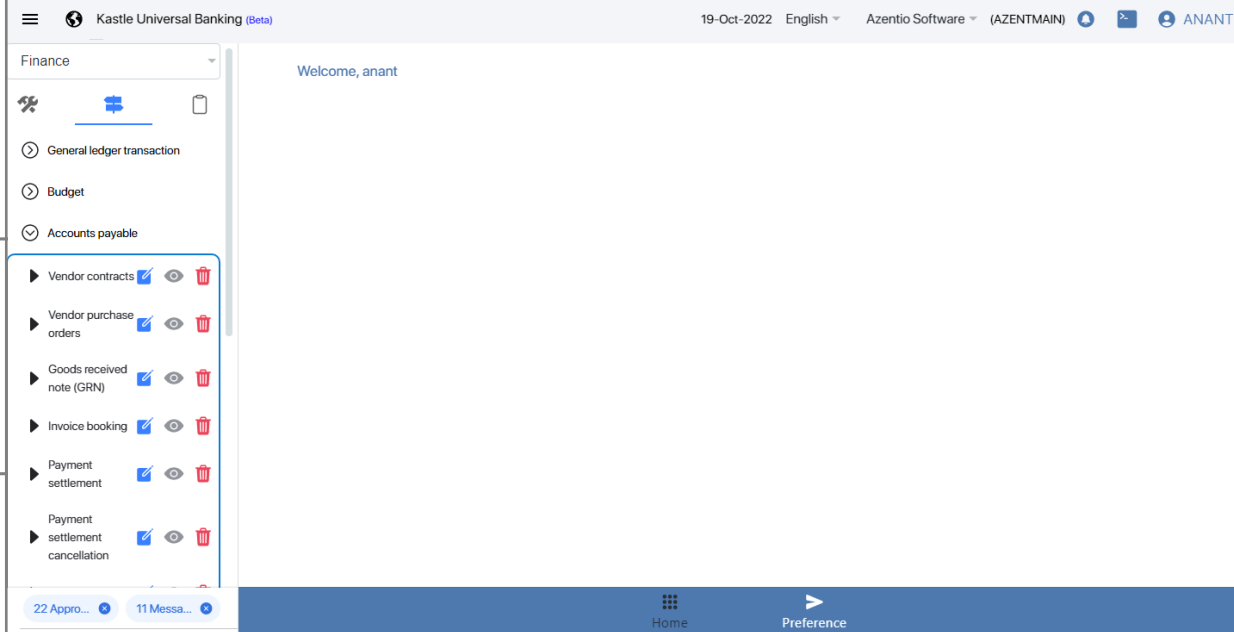 Kastle Universal Banking (Beta)
19-Oct-2022 English Azentio Software (AZENTMAIN) ANANT
Finance
Welcome, anant
General ledger transaction
Budget
Accounts payable
Vendor contracts
Vendor purchase
orders
Goods received
note (GRN)
Invoice booking
Payment
settlement
Payment
settlement
cancellation
22 Appro...
11 Messa...
Home
Preference